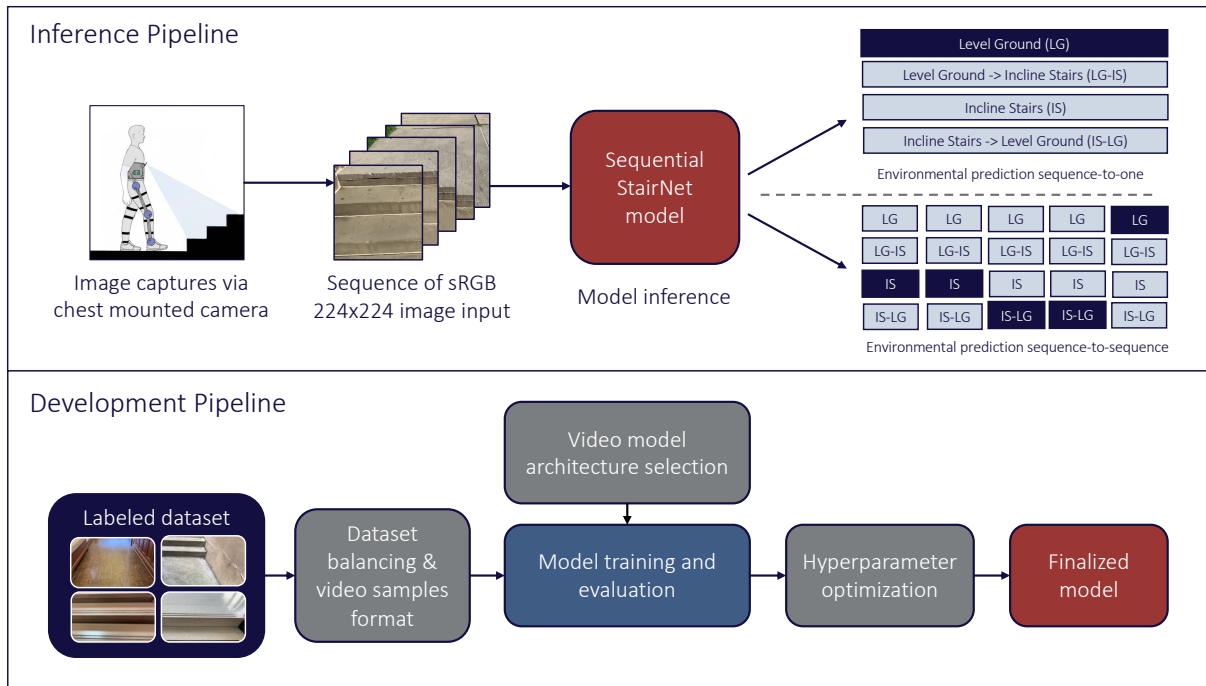 Inference Pipeline
Image captures via
chest mounted camera
Sequence of sRGB
224x224 image input
Sequential
StairNet
model
Model inference
Level Ground (LG)
Level Ground -> Incline Stairs (LG-IS)
Incline Stairs (IS)
Incline Stairs -> Level Ground (IS-LG)
Environmental prediction sequence-to-one
LG LG LG LG LG
LG-IS LG-IS LG-IS LG-IS LG-IS
IS IS IS IS IS
IS-LG IS-LG IS-LG IS-LG IS-LG
Environmental prediction sequence-to-sequence
Development Pipeline
Labeled dataset
Dataset
balancing &
video samples
format
Video model
architecture selection
Model training and
evaluation
Hyperparameter
optimization
Finalized
model